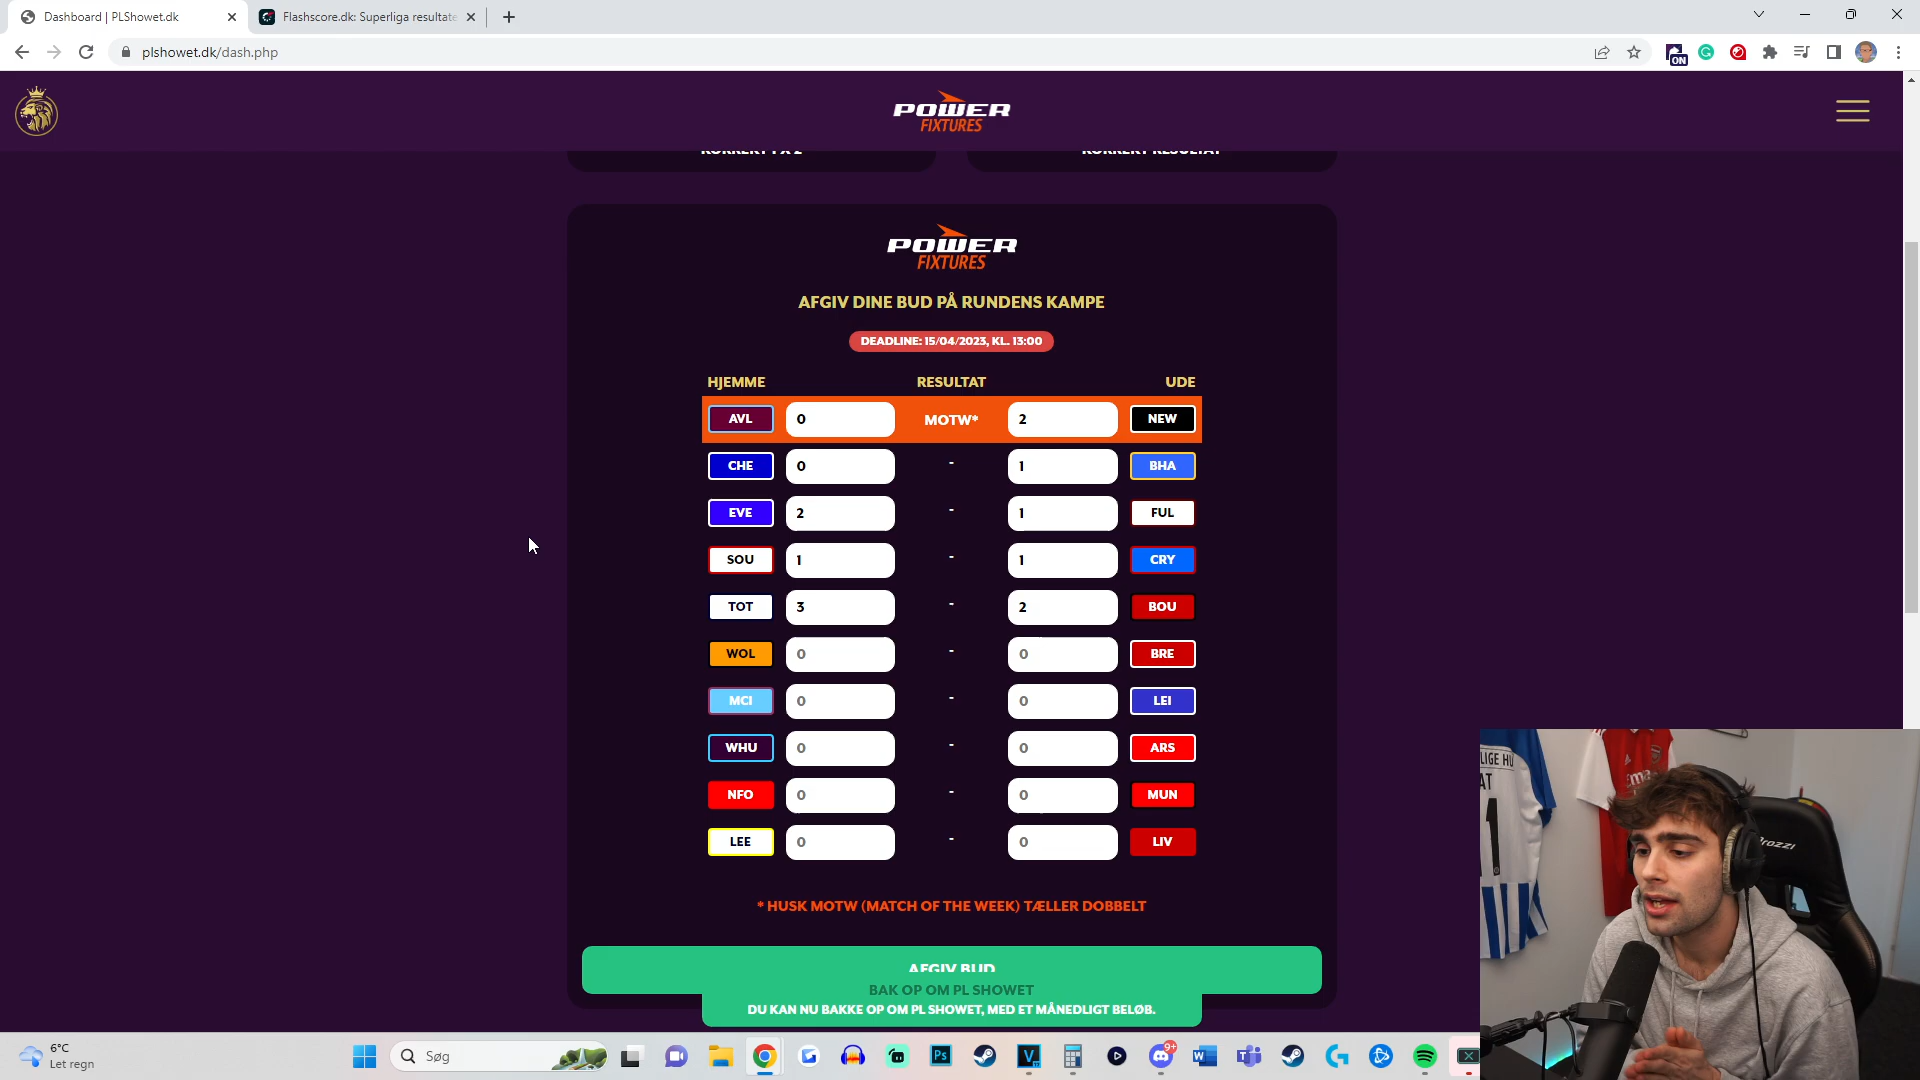 Dashboard | PLShowet.dk
Flashscore.dk: Superliga resultate
plshowet.dk/dash.php
ON
POWER
FIXTURES
POWER
FIXTURES
AFGIV DINE BUD PÅ RUNDENS KAMPE
DEADLINE: 15/04/2023, KL. 13:00
HJEMME RESULTAT UDE
AVL 0 MOTW* 2 NEW
CHE 0 - 1 BHA
EVE 2 - 1 FUL
SOU 1 - 1 CRY
TOT 3 - 2 BOU
WOL 0 - 0 BRE
MCI 0 - 0 LEI
WHU 0 - 0 ARS
NFO 0 - 0 MUN
LEE 0 - 0 LIV
* HUSK MOTW (MATCH OF THE WEEK) TÆLLER DOBBELT
AFGIV BUD
BAK OP OM PL SHOWET
DU KAN NU BAKKE OP OM PL SHOWET, MED ET MÅNEDLIGT BELØB.
6°C
Let regn
Søg
Ps
V
9+
W
T